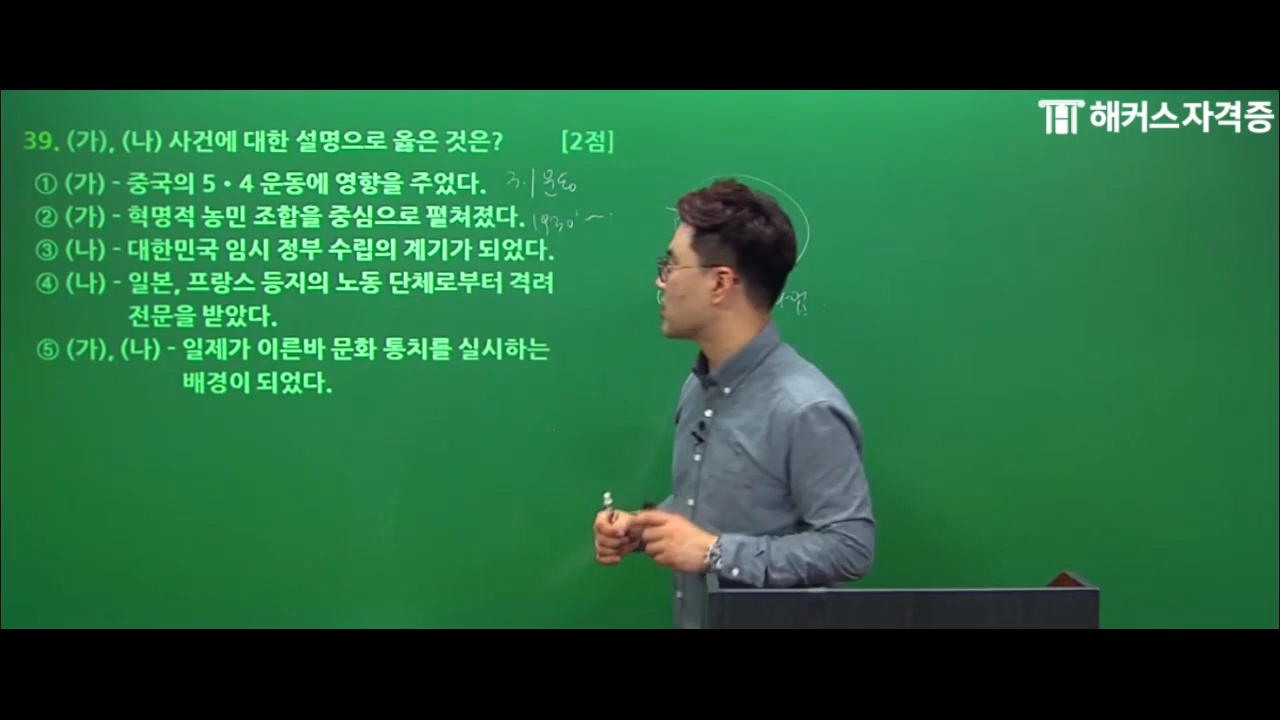 해커스자격증
39. (가), (나) 사건에 대한 설명으로 옳은 것은? [2점]
① (가) - 중국의 5·4 운동에 영향을 주었다. 3.1운동
② (가) - 혁명적 농민 조합을 중심으로 펼쳐졌다. 1930'~
③ (나) - 대한민국 임시 정부 수립의 계기가 되었다.
④ (나) - 일본, 프랑스 등지의 노동 단체로부터 격려
전문을 받았다.
⑤ (가), (나) - 일제가 이른바 문화 통치를 실시하는
배경이 되었다.